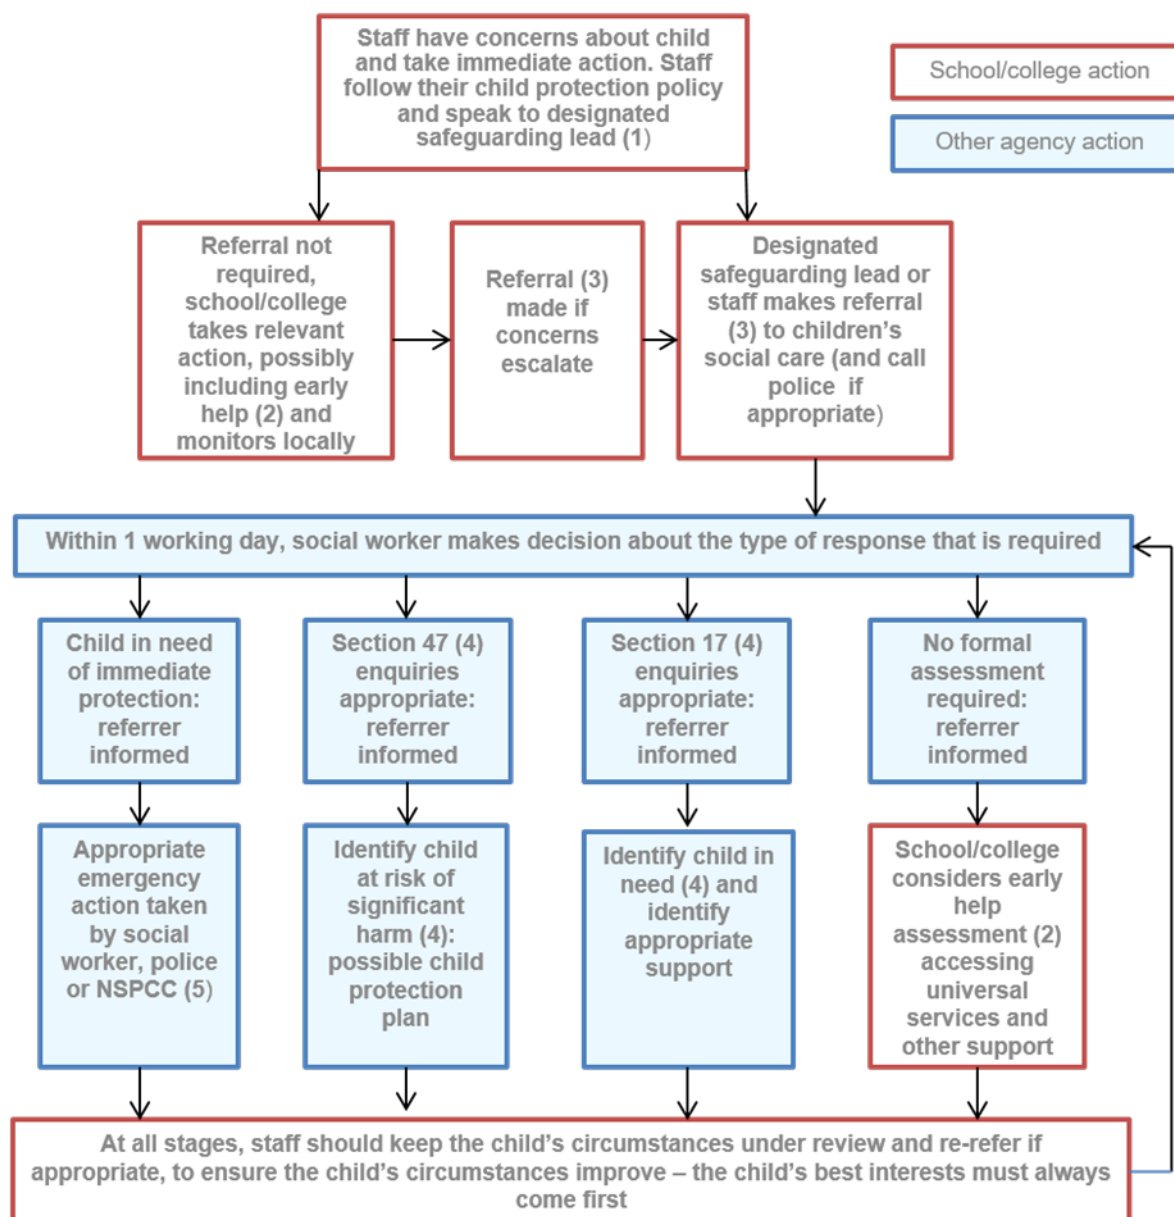 Staff have concerns about child
and take immediate action. Staff
follow their child protection policy
and speak to designated
safeguarding lead (1)
School/college action
Other agency action
Referral not
required,
school/college
takes relevant
action, possibly
including early
help (2) and
monitors locally
Referral (3)
made if
concerns
escalate
Designated
safeguarding lead or
staff makes referral
(3) to children’s
social care (and call
police if
appropriate)
Within 1 working day, social worker makes decision about the type of response that is required
Child in need
of immediate
protection:
referrer
informed
Section 47 (4)
enquiries
appropriate:
referrer
informed
Section 17 (4)
enquiries
appropriate:
referrer
informed
No formal
assessment
required:
referrer
informed
Appropriate
emergency
action taken
by social
worker, police
or NSPCC (5)
Identify child
at risk of
significant
harm (4):
possible child
protection
plan
Identify child in
need (4) and
identify
appropriate
support
School/college
considers early
help
assessment (2)
accessing
universal
services and
other support
At all stages, staff should keep the child’s circumstances under review and re-refer if
appropriate, to ensure the child’s circumstances improve – the child’s best interests must always
come first